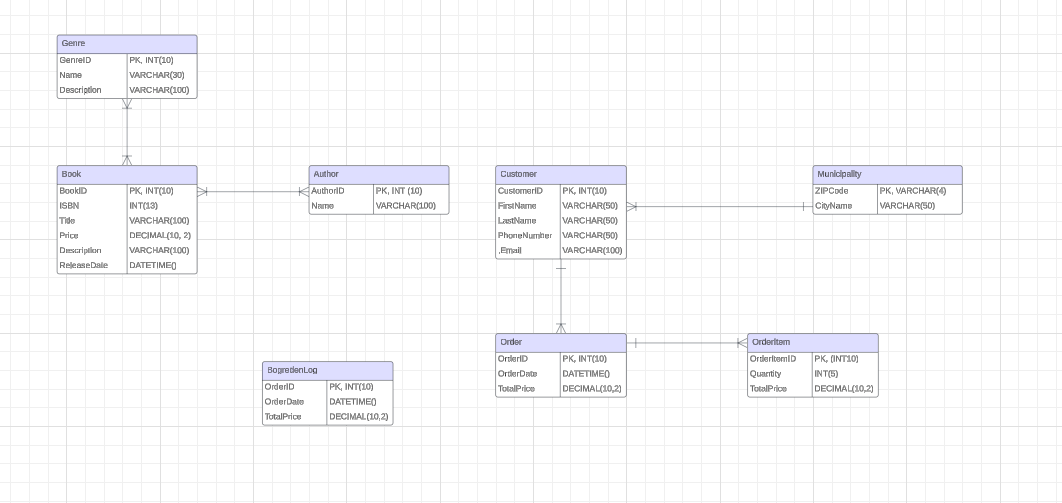 Genre
GenreID PK, INT(10)
Name VARCHAR(30)
Description VARCHAR(100)
Book
BookID PK, INT(10)
ISBN INT(13)
Title VARCHAR(100)
Price DECIMAL(10, 2)
Description VARCHAR(100)
ReleaseDate DATETIME()
Author
AuthorID PK, INT (10)
Name VARCHAR(100)
Customer
CustomerID PK, INT(10)
FirstName VARCHAR(50)
LastName VARCHAR(50)
PhoneNumber VARCHAR(50)
.Email VARCHAR(100)
Municipality
ZIPCode PK, VARCHAR(4)
CityName VARCHAR(50)
Order
OrderID PK, INT(10)
OrderDate DATETIME()
TotalPrice DECIMAL(10,2)
OrderItem
OrderItemID PK, (INT10)
Quantity INT(5)
TotalPrice DECIMAL(10,2)
BogredenLog
OrderID PK, INT(10)
OrderDate DATETIME()
TotalPrice DECIMAL(10,2)